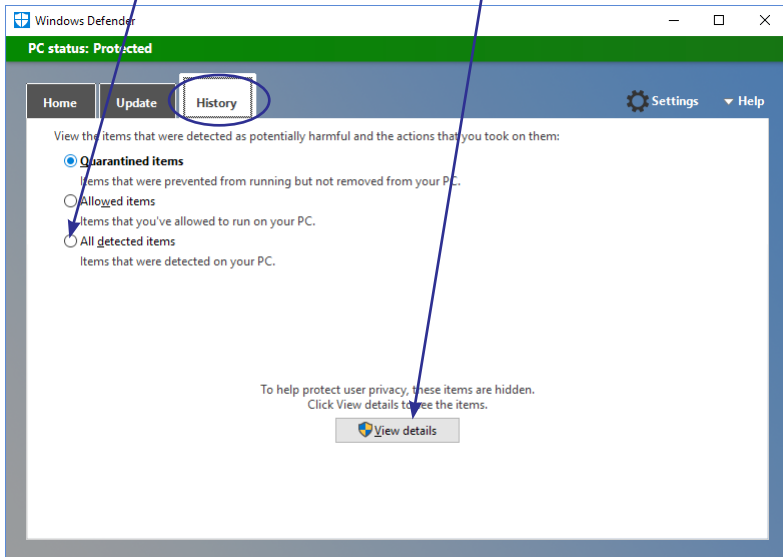 Windows Defender
PC status: Protected
Home Update History Settings Help
View the items that were detected as potentially harmful and the actions that you took on them:
Quarantined items
Items that were prevented from running but not removed from your PC.
Allowed items
Items that you've allowed to run on your PC.
All detected items
Items that were detected on your PC.
To help protect user privacy, these items are hidden.
Click View details to see the items.
View details